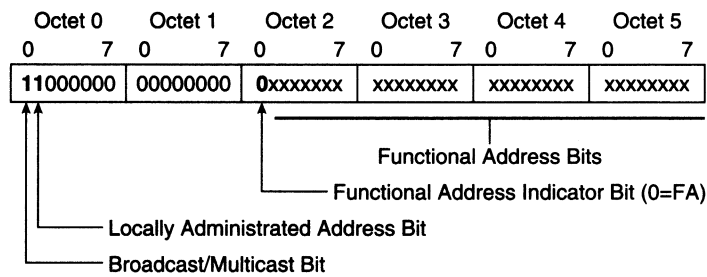 Octet 0 Octet 1 Octet 2 Octet 3 Octet 4 Octet 5
0 7 0 7 0 7 0 7 0 7 0 7
11000000 00000000 0xxxxxxx xxxxxxxx xxxxxxxx xxxxxxxx
Functional Address Bits
Functional Address Indicator Bit (0=FA)
Locally Administrated Address Bit
Broadcast/Multicast Bit